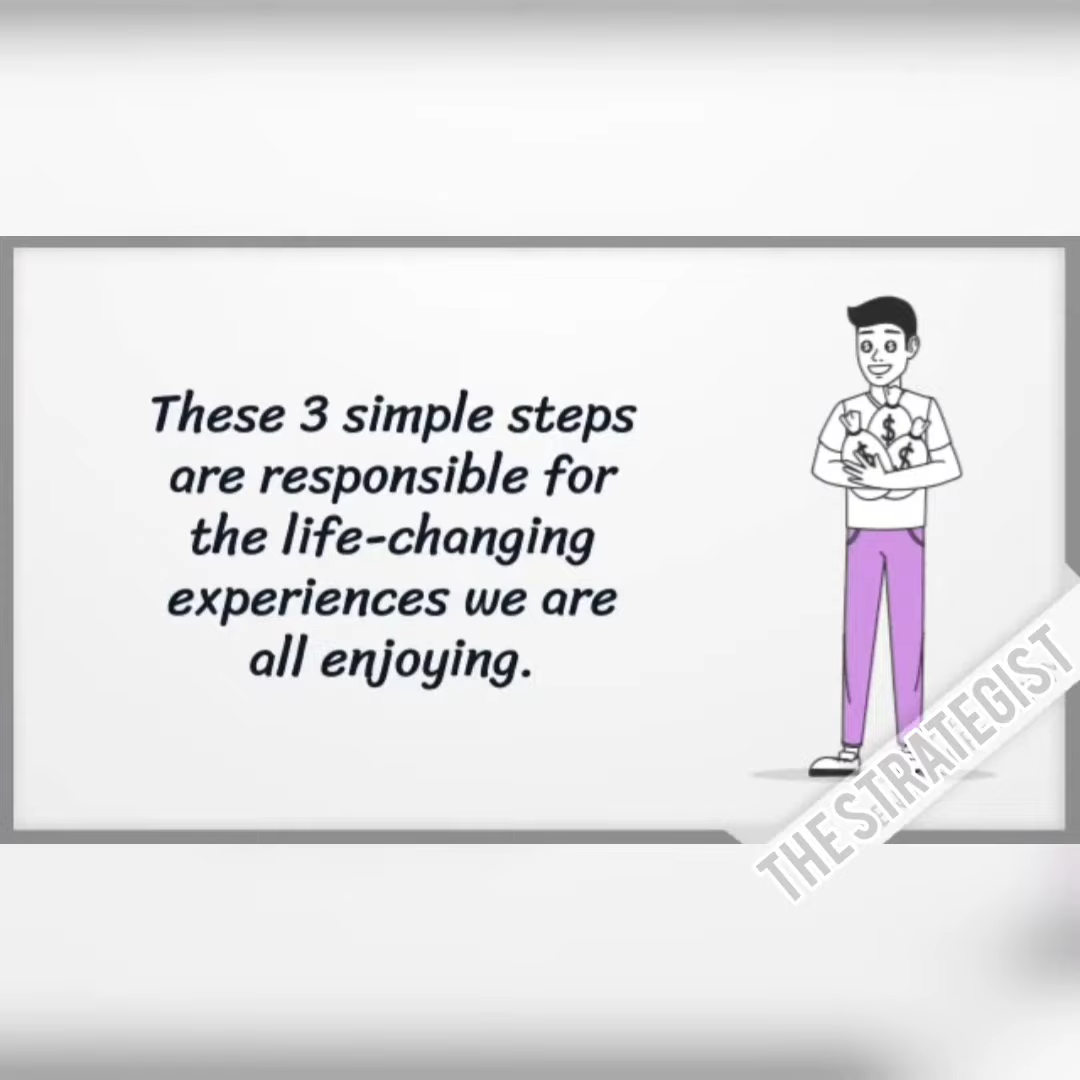 These 3 simple steps
are responsible for
the life-changing
experiences we are
all enjoying.
$
$
$
THE STRATEGIST